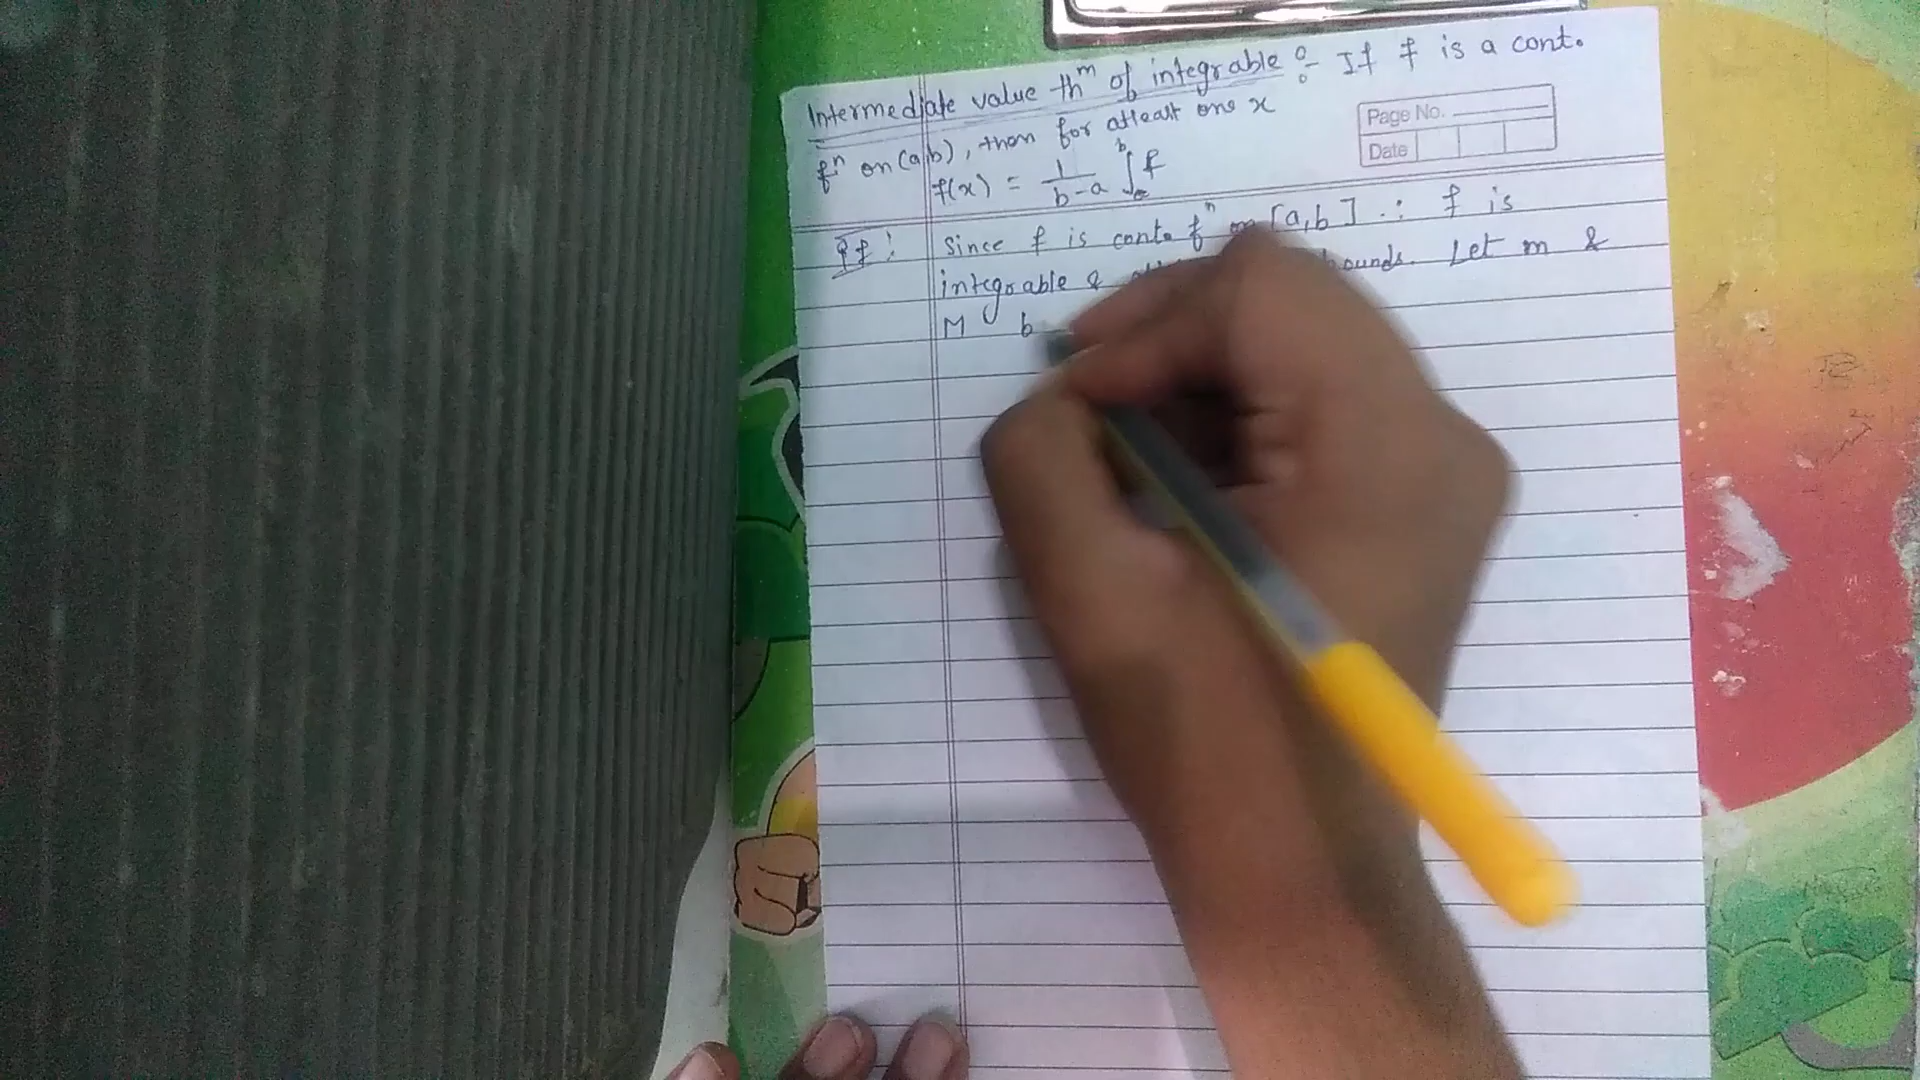 Intermediate value thᵐ of integrable :- If f is a cont.
fⁿ on (a,b), then for atleast one x
f(x) = 1/(b-a) ∫ₐᵇ f
Page No.
Date
Pf: Since f is cont. fⁿ on [a,b] ∴ f is
integrable & bounds. Let m &
M b